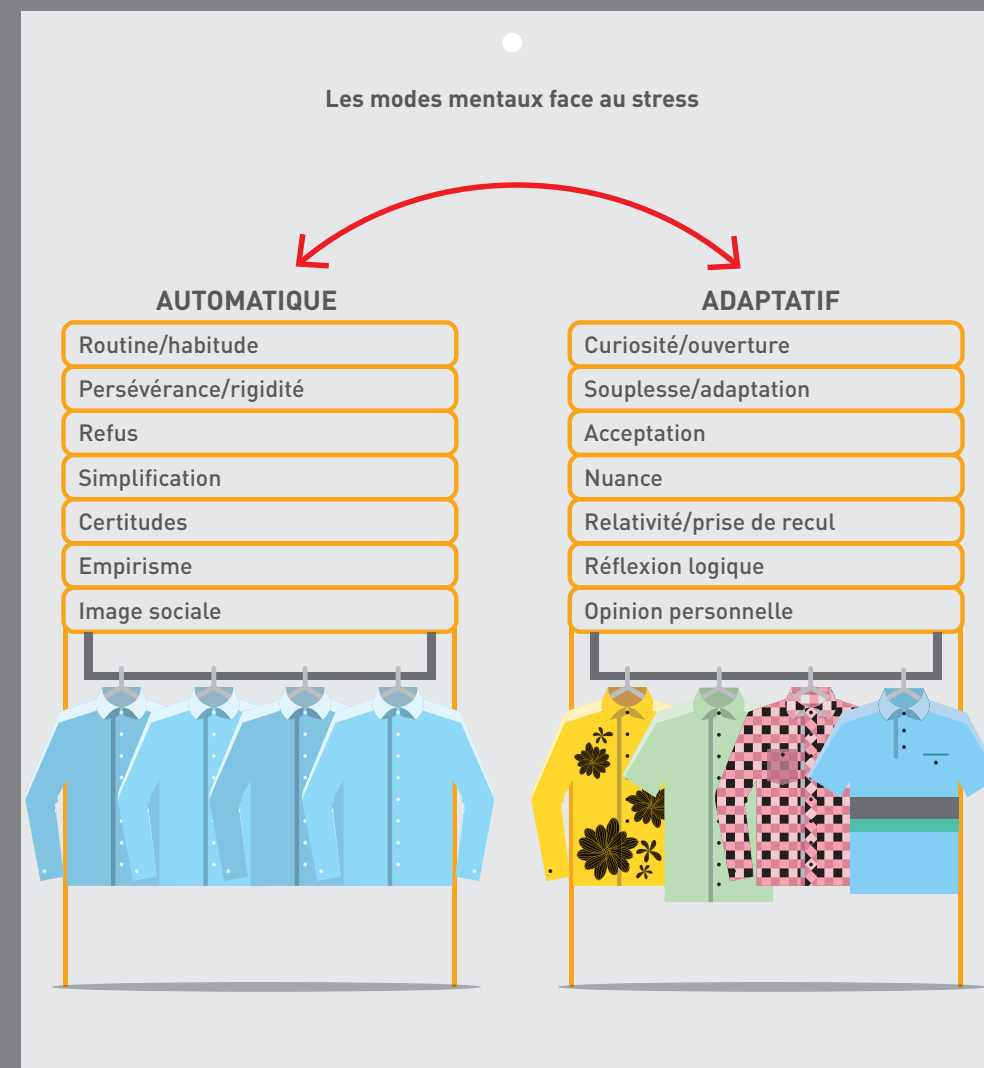 Les modes mentaux face au stress
AUTOMATIQUE
Routine/habitude
Persévérance/rigidité
Refus
Simplification
Certitudes
Empirisme
Image sociale
ADAPTATIF
Curiosité/ouverture
Souplesse/adaptation
Acceptation
Nuance
Relativité/prise de recul
Réflexion logique
Opinion personnelle